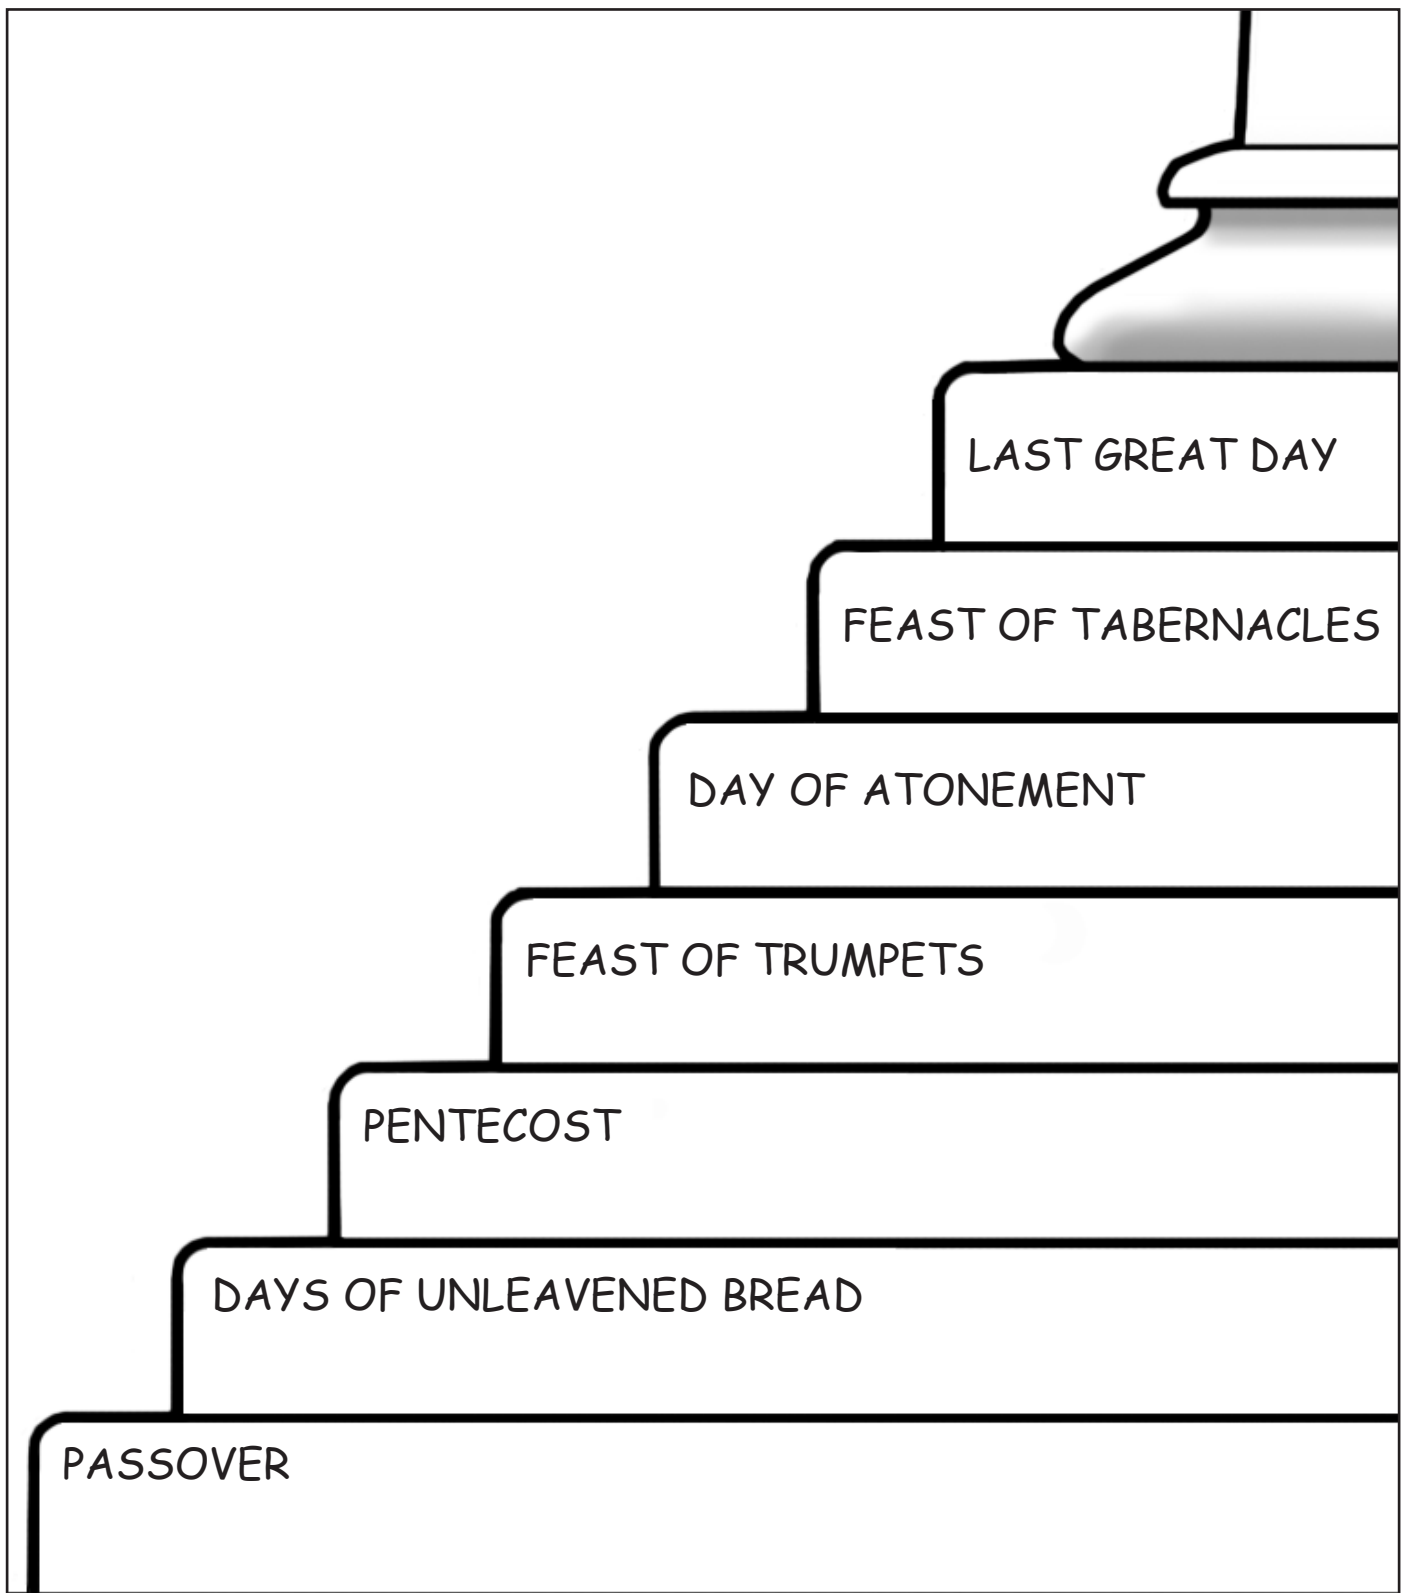 LAST GREAT DAY
FEAST OF TABERNACLES
DAY OF ATONEMENT
FEAST OF TRUMPETS
PENTECOST
DAYS OF UNLEAVENED BREAD
PASSOVER